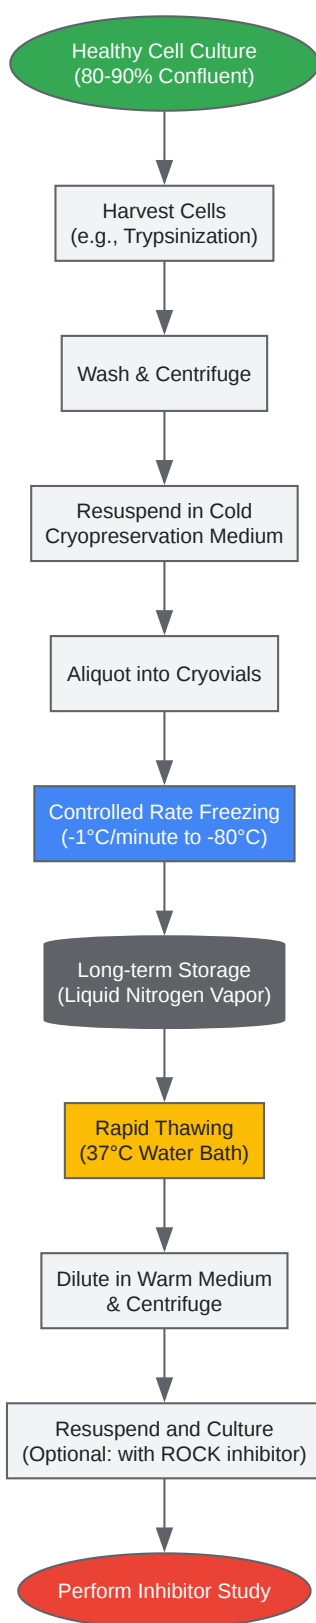 Healthy Cell Culture
(80-90% Confluent)
Harvest Cells
(e.g., Trypsinization)
Wash & Centrifuge
Resuspend in Cold
Cryopreservation Medium
Aliquot into Cryovials
Controlled Rate Freezing
(-1°C/minute to -80°C)
Long-term Storage
(Liquid Nitrogen Vapor)
Rapid Thawing
(37°C Water Bath)
Dilute in Warm Medium
& Centrifuge
Resuspend and Culture
(Optional: with ROCK inhibitor)
Perform Inhibitor Study